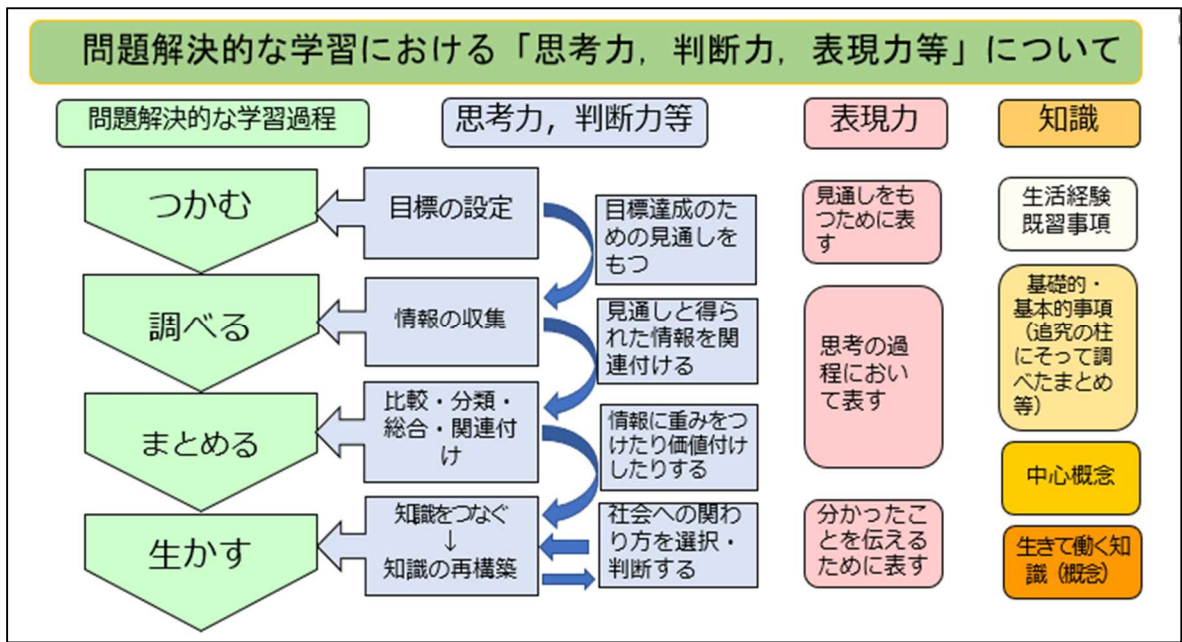 問題解決的な学習における「思考力，判断力，表現力等」について
問題解決的な学習過程
思考力，判断力等
表現力
知識
つかむ
目標の設定
目標達成のた
めの見通しを
もつ
見通しをも
つために表
す
生活経験
既習事項
調べる
情報の収集
見通しと得ら
れた情報を関
連付ける
思考の過
程におい
て表す
基礎的・
基本的事項
（追究の柱
にそって調
べたまとめ
等）
まとめる
比較・分類・
総合・関連付
け
情報に重みをつ
けたり価値付け
したりする
中心概念
生かす
知識をつなぐ
↓
知識の再構築
社会への関わ
り方を選択・
判断する
分かったこ
とを伝える
ために表す
生きて働く知
識（概念）